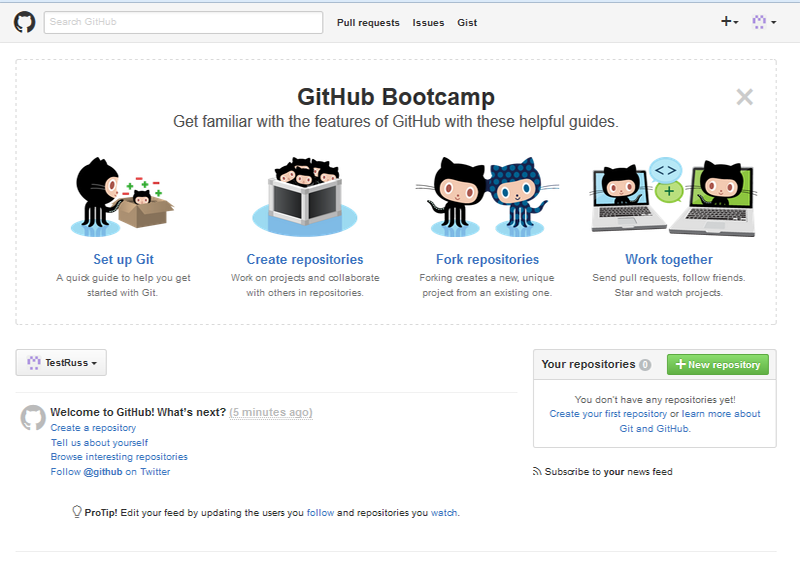 Search GitHub
Pull requests Issues Gist
GitHub Bootcamp
Get familiar with the features of GitHub with these helpful guides.
<>
+
Set up Git
A quick guide to help you get
started with Git.
Create repositories
Work on projects and collaborate
with others in repositories.
Fork repositories
Forking creates a new, unique
project from an existing one.
Work together
Send pull requests, follow friends.
Star and watch projects.
TestRuss
Welcome to GitHub! What's next? (5 minutes ago)
Create a repository
Tell us about yourself
Browse interesting repositories
Follow @github on Twitter
ProTip! Edit your feed by updating the users you follow and repositories you watch.
Your repositories 0
New repository
You don't have any repositories yet!
Create your first repository or learn more about
Git and GitHub.
Subscribe to your news feed